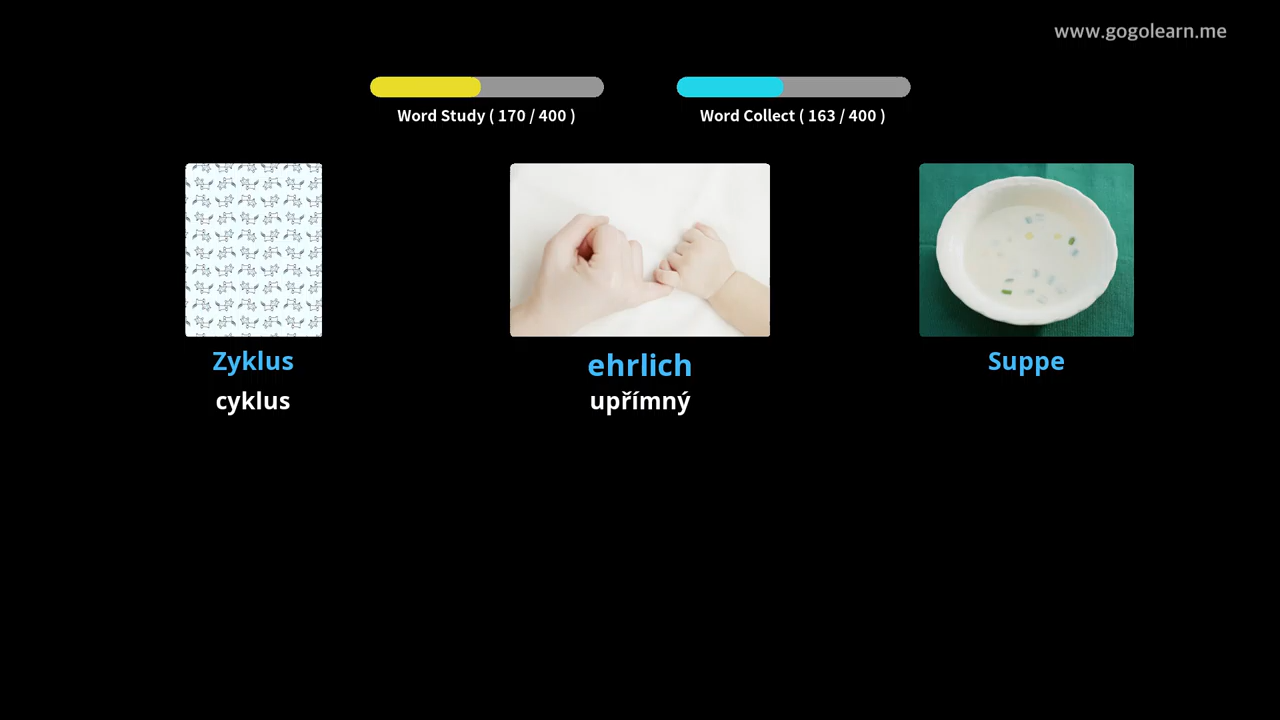 www.gogolearn.me
Word Study ( 170 / 400 )
Word Collect ( 163 / 400 )
Zyklus
cyklus
ehrlich
upřímný
Suppe